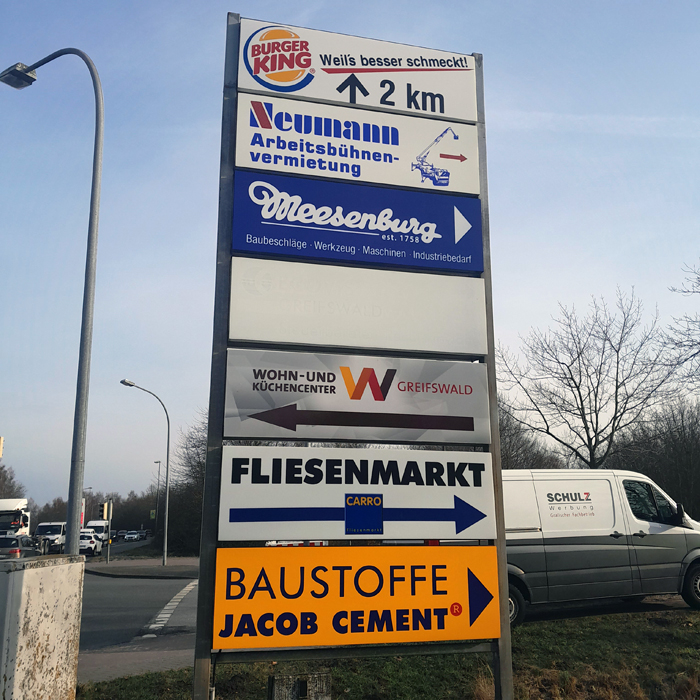 BURGER
KING
Weil's besser schmeckt!
2 km
Neumann
Arbeitsbühnen-
vermietung
Meesenburg
est. 1758
Baubeschläge · Werkzeug · Maschinen · Industriebedarf
WOHN-UND
KÜCHENCENTER
GREIFSWALD
FLIESENMARKT
CARRO
Fliesenmarkt
BAUSTOFFE
JACOB CEMENT®
SCHULZ
Werbung